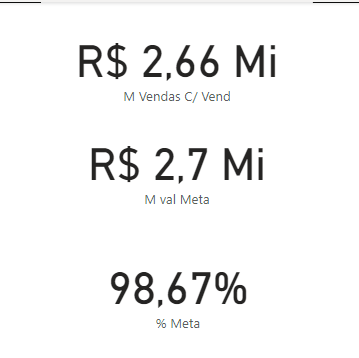 R$ 2,66 Mi
M Vendas C/ Vend
R$ 2,7 Mi
M val Meta
98,67%
% Meta